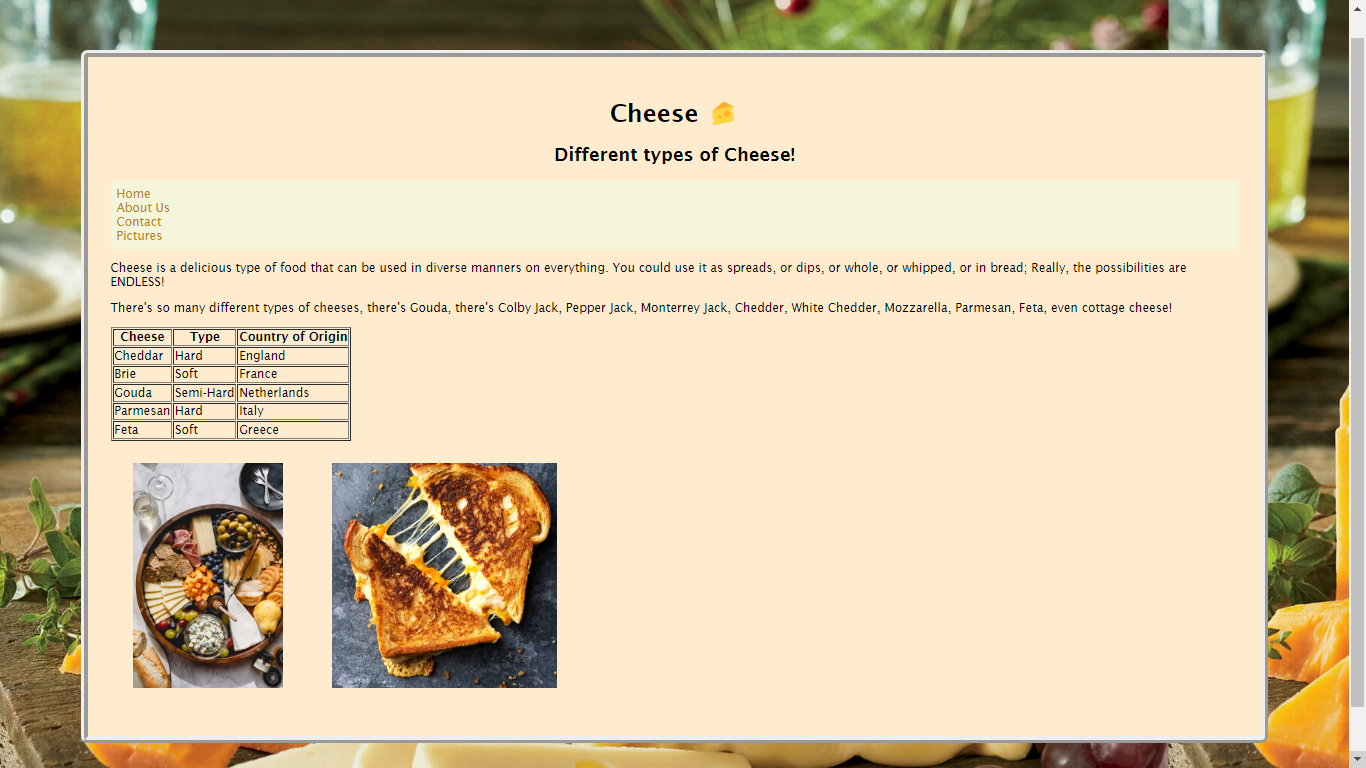 Cheese 🧀
Different types of Cheese!
Home
About Us
Contact
Pictures
Cheese is a delicious type of food that can be used in diverse manners on everything. You could use it as spreads, or dips, or whole, or whipped, or in bread; Really, the possibilities are
ENDLESS!
There's so many different types of cheeses, there's Gouda, there's Colby Jack, Pepper Jack, Monterrey Jack, Chedder, White Chedder, Mozzarella, Parmesan, Feta, even cottage cheese!
Cheese Type Country of Origin
Cheddar Hard England
Brie Soft France
Gouda Semi-Hard Netherlands
Parmesan Hard Italy
Feta Soft Greece